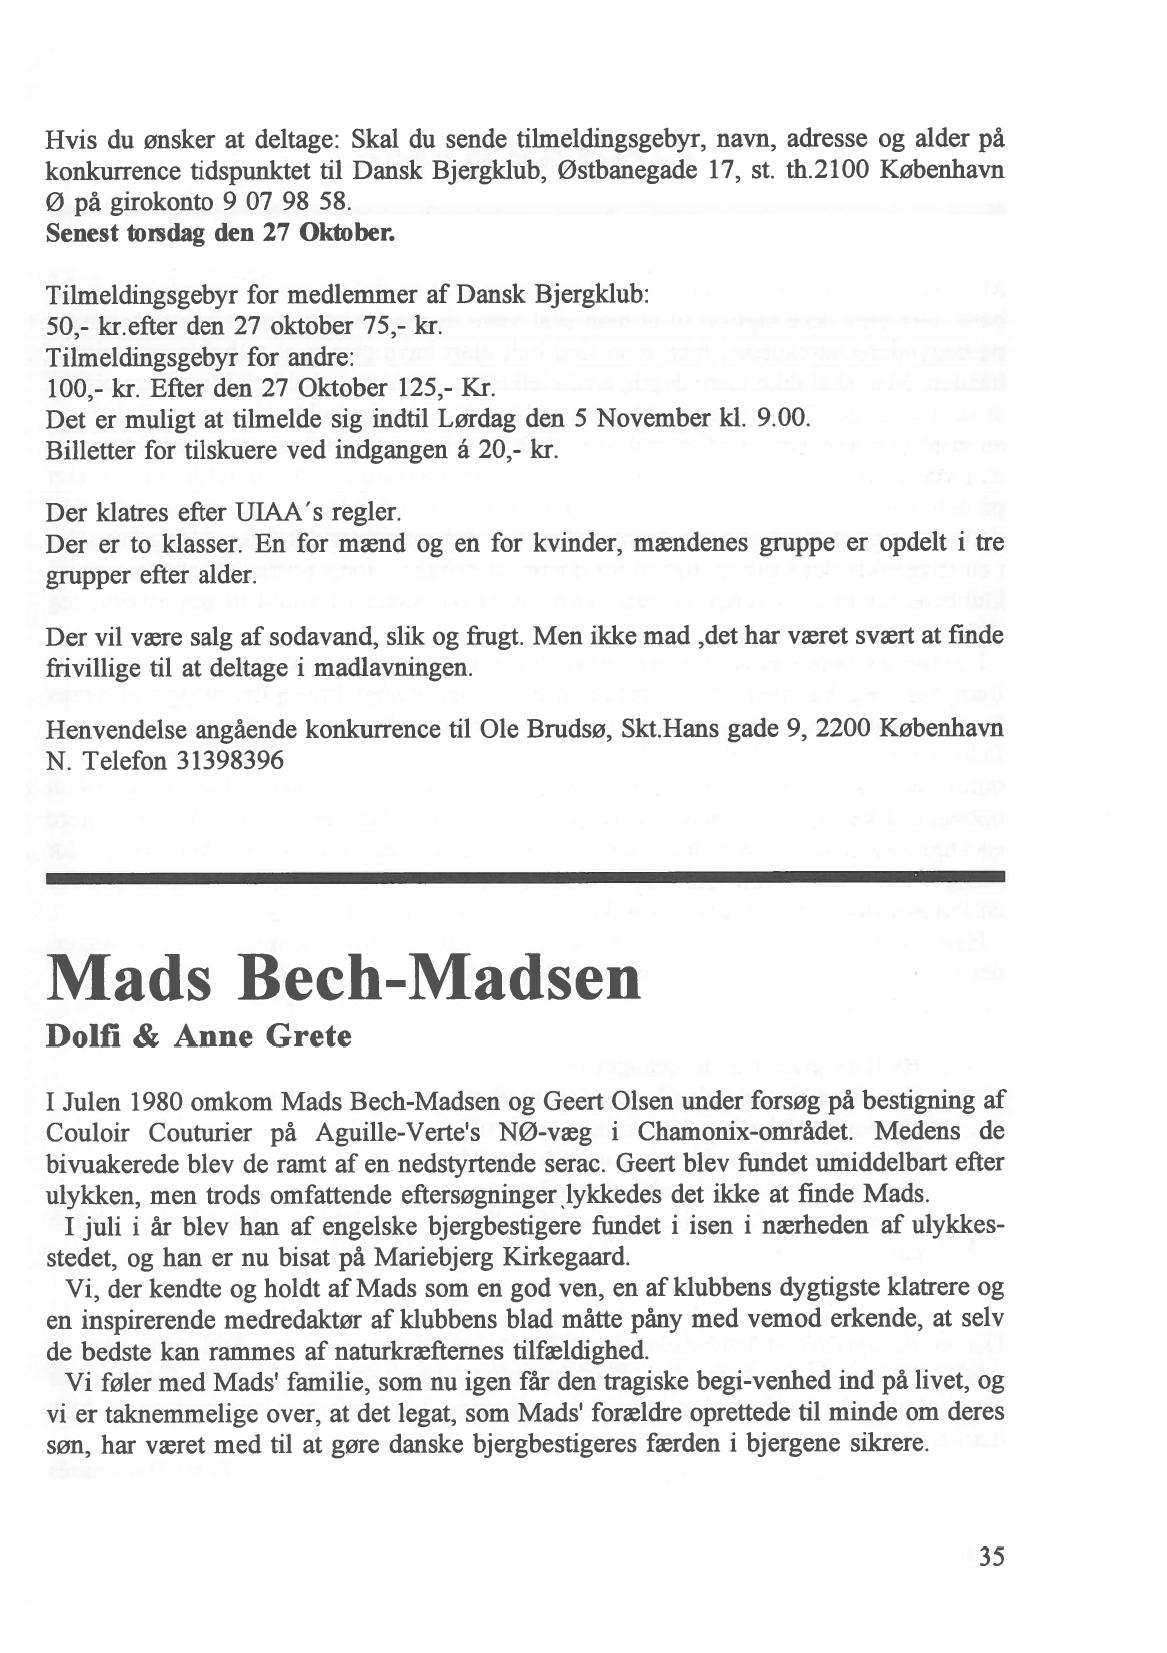 Hvis du ønsker at deltage: Skal du sende tilmeldingsgebyr, navn, adresse og alder på
konkurrence tidspunktet til Dansk Bjergklub, Østbanegade 17, st. th.2100 København
Ø på girokonto 9 07 98 58.
Senest torsdag den 27 Oktober.
Tilmeldingsgebyr for medlemmer af Dansk Bjergklub:
50,- kr.efter den 27 oktober 75,- kr.
Tilmeldingsgebyr for andre:
100,- kr. Efter den 27 Oktober 125,- Kr.
Det er muligt at tilmelde sig indtil Lørdag den 5 November kl. 9.00.
Billetter for tilskuere ved indgangen á 20,- kr.
Der klatres efter UIAA´s regler.
Der er to klasser. En for mænd og en for kvinder, mændenes gruppe er opdelt i tre
grupper efter alder.
Der vil være salg af sodavand, slik og frugt. Men ikke mad ,det har været svært at finde
frivillige til at deltage i madlavningen.
Henvendelse angående konkurrence til Ole Brudsø, Skt.Hans gade 9, 2200 København
N. Telefon 31398396
Mads Bech-Madsen
Dolfi & Anne Grete
I Julen 1980 omkom Mads Bech-Madsen og Geert Olsen under forsøg på bestigning af
Couloir Couturier på Aguille-Verte's NØ-væg i Chamonix-området. Medens de
bivuakerede blev de ramt af en nedstyrtende serac. Geert blev fundet umiddelbart efter
ulykken, men trods omfattende eftersøgninger lykkedes det ikke at finde Mads.
I juli i år blev han af engelske bjergbestigere fundet i isen i nærheden af ulykkes-
stedet, og han er nu bisat på Mariebjerg Kirkegaard.
Vi, der kendte og holdt af Mads som en god ven, en af klubbens dygtigste klatrere og
en inspirerende medredaktør af klubbens blad måtte påny med vemod erkende, at selv
de bedste kan rammes af naturkræfternes tilfældighed.
Vi føler med Mads' familie, som nu igen får den tragiske begi-venhed ind på livet, og
vi er taknemmelige over, at det legat, som Mads' forældre oprettede til minde om deres
søn, har været med til at gøre danske bjergbestigeres færden i bjergene sikrere.
35